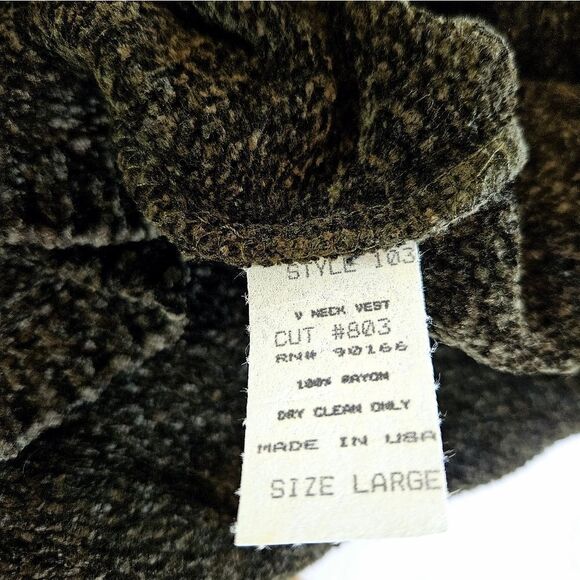 STYLE 103
V NECK VEST
CUT #803
RN# 90166
100% RAYON
DRY CLEAN ONLY
MADE IN USA
SIZE LARGE